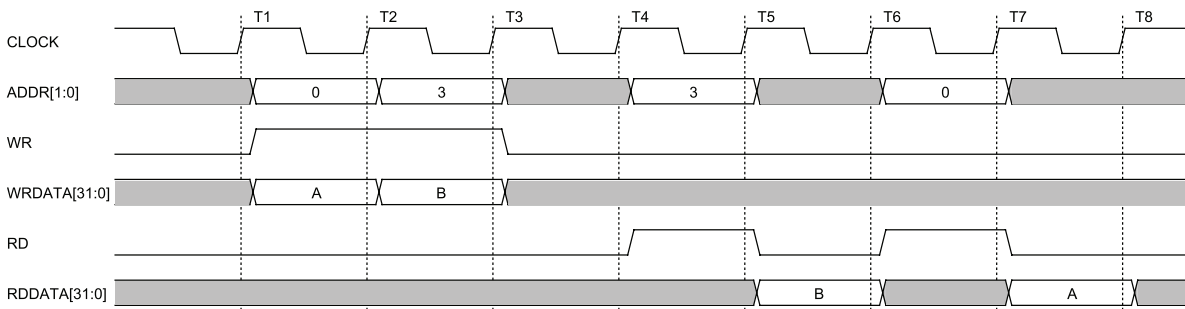 T1 T2 T3 T4 T5 T6 T7 T8
CLOCK
ADDR[1:0] 0 3 3 0
WR
WRDATA[31:0] A B
RD
RDDATA[31:0] B A